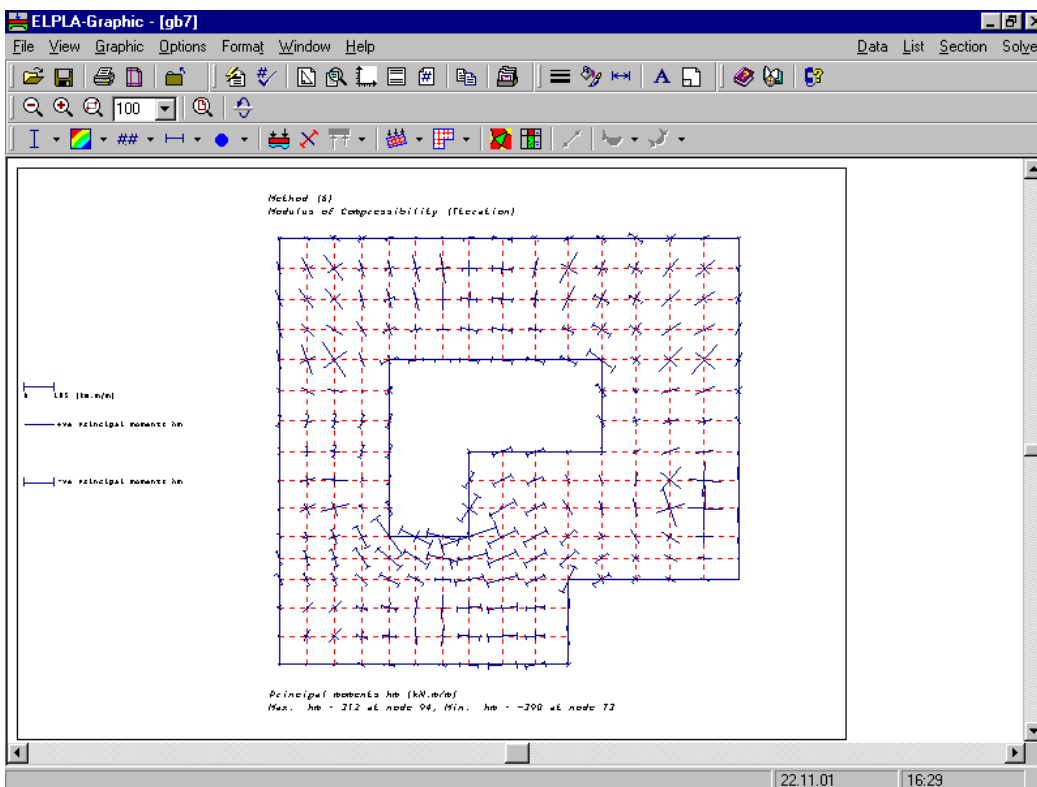 ELPLA-Graphic - [gb7]
File View Graphic Options Format Window Help Data List Section Solve
100
Method (6)
Modulus of Compressibility (Iteration)
0 (kN.m/m)
+ve Principal moments hm
-ve Principal moments hm
Principal moments hm (kN.m/m)
Max. hm = 312 at node 94, Min. hm = at node 73
22.11.01 16:29